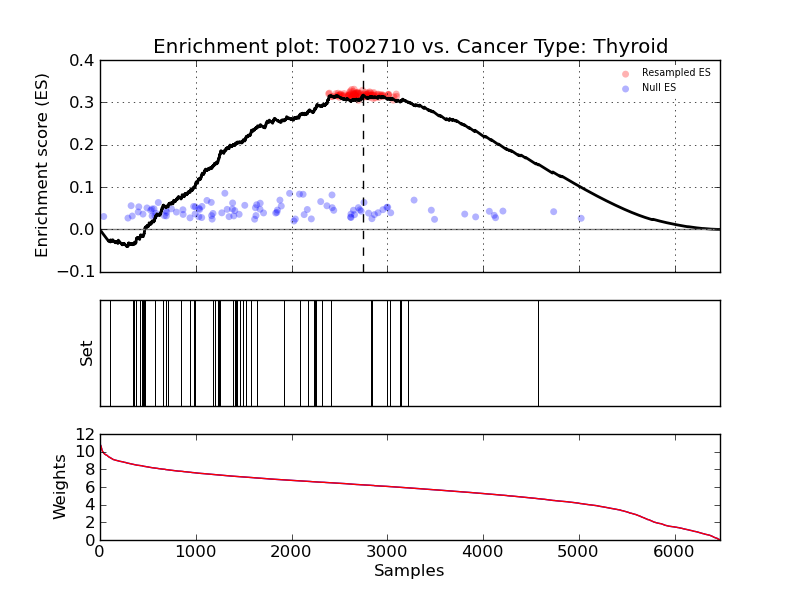 Enrichment plot: T002710 vs. Cancer Type: Thyroid
0.4
0.3
0.2
0.1
0.0
−0.1
Enrichment score (ES)
Resampled ES
Null ES
Set
12
10
8
6
4
2
0
Weights
0 1000 2000 3000 4000 5000 6000
Samples